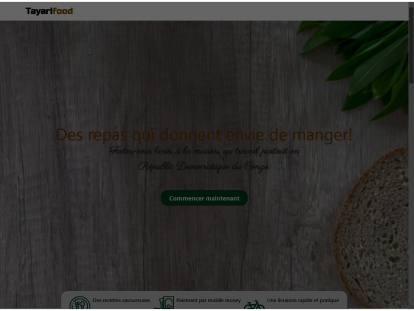 Tayarifood
Des repas qui donnent envie de manger!
Faites-vous livrer à la maison, au travail partout en
République Démocratique du Congo
Commencer maintenant
Des recettes savoureuses
Paiement par mobile money
Une livraison rapide et pratique